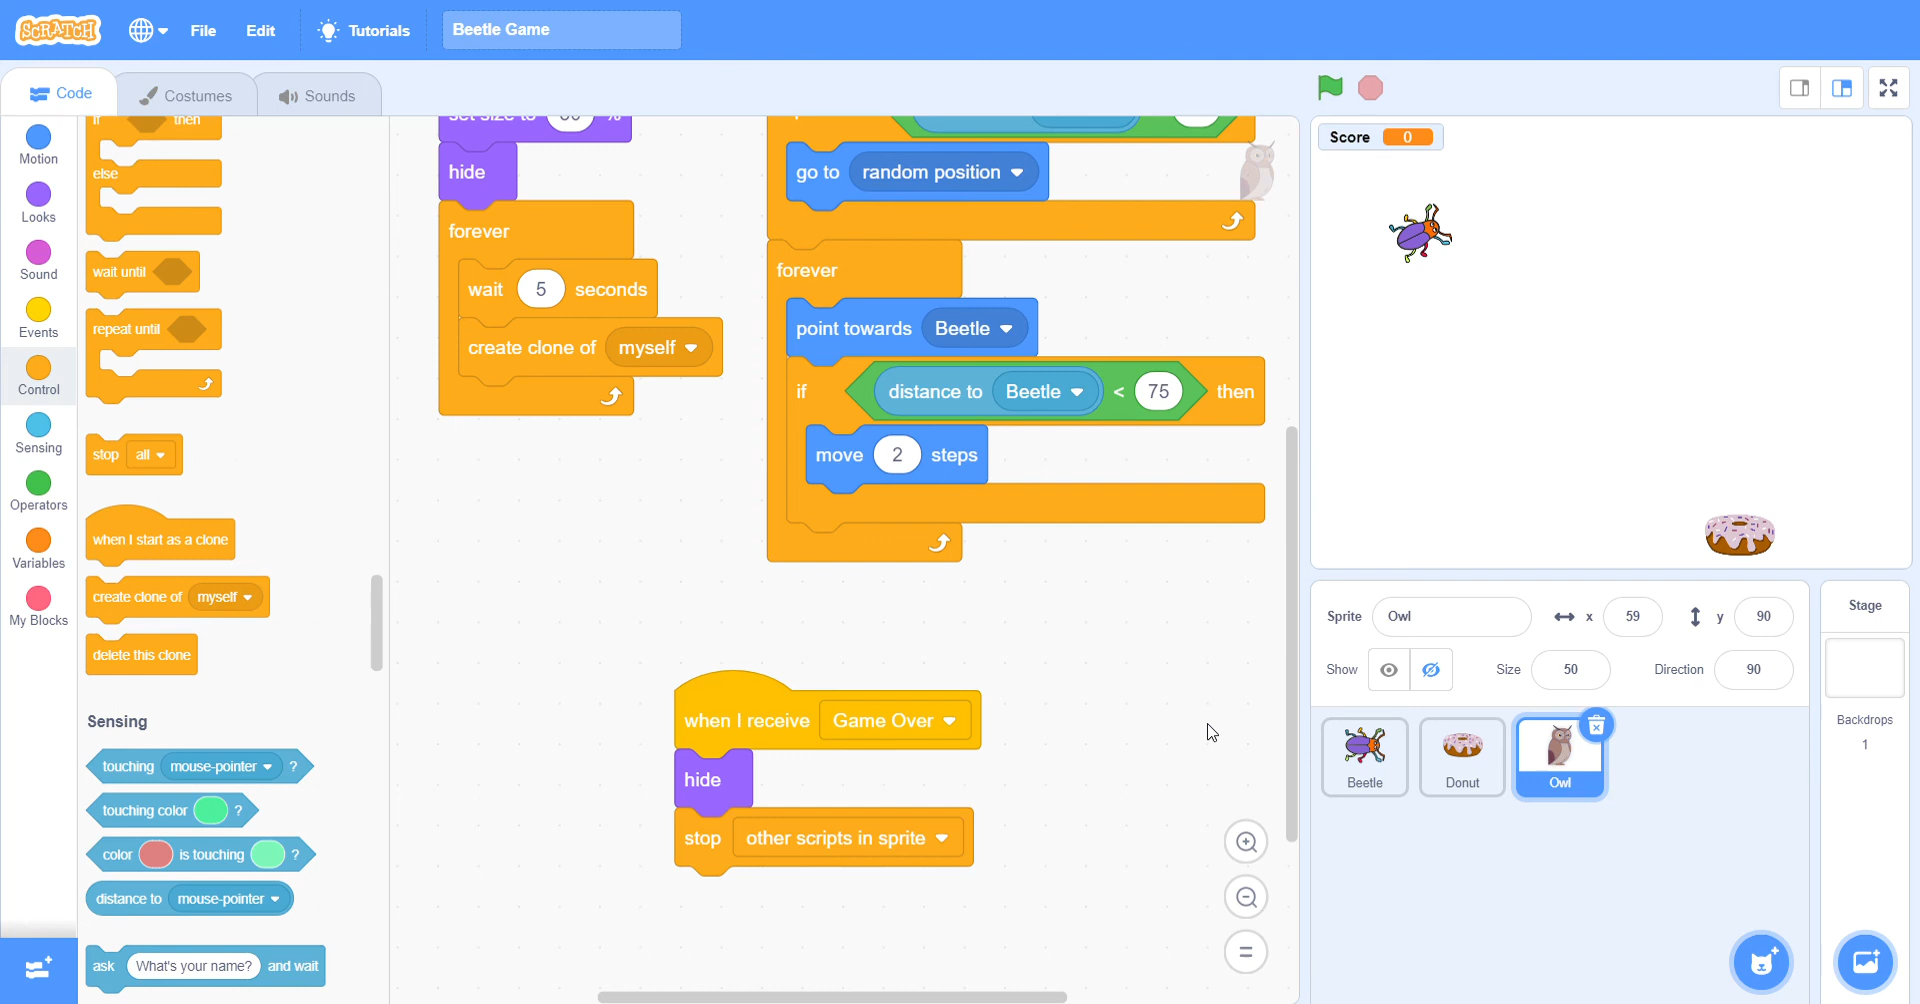 SCRATCH File Edit Tutorials Beetle Game
Code Costumes Sounds
Motion
Looks
Sound
Events
Control
Sensing
Operators
Variables
My Blocks
if then
else
wait until
repeat until
stop all
when I start as a clone
create clone of myself
delete this clone
Sensing
touching mouse-pointer ?
touching color ?
color is touching ?
distance to mouse-pointer
ask What's your name? and wait
set size to 50 %
hide
forever
wait 5 seconds
create clone of myself
go to random position
forever
point towards Beetle
if distance to Beetle < 75 then
move 2 steps
when I receive Game Over
hide
stop other scripts in sprite
Score 0
Sprite Owl x 59 y 90
Show Size 50 Direction 90
Beetle Donut Owl
Stage
Backdrops
1